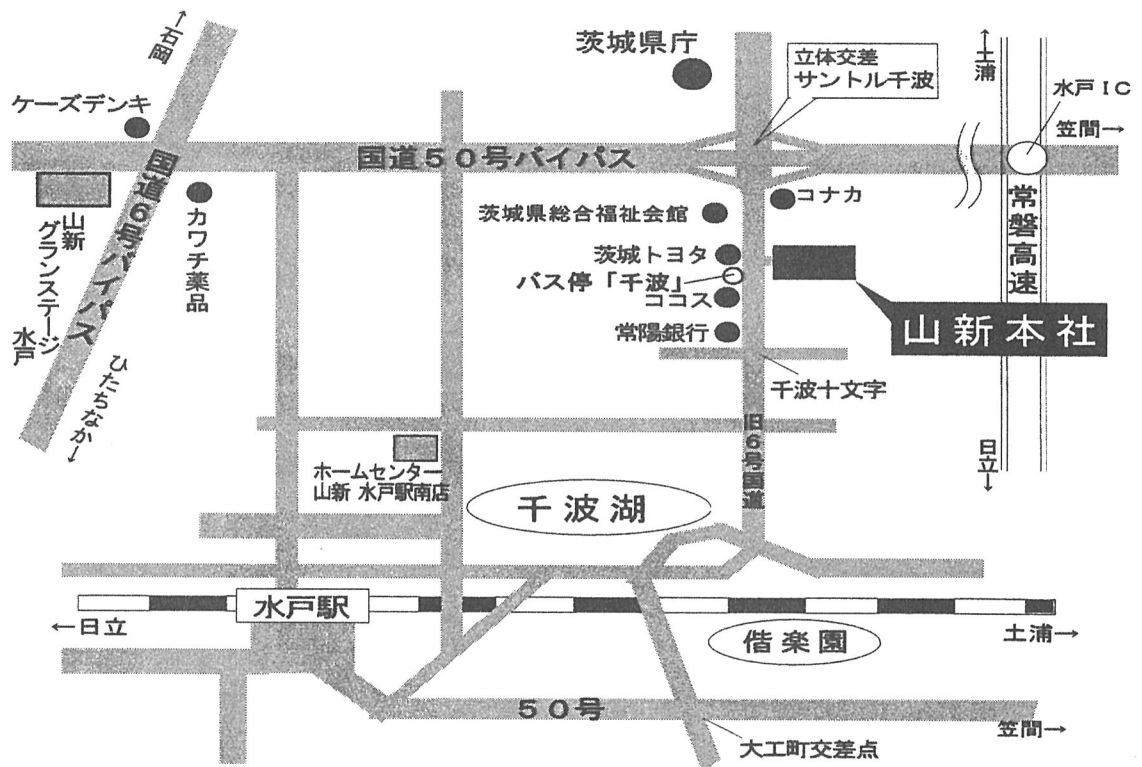 ←石岡
ケーズデンキ
国道6号バイパス
山新
グランステージ
水戸
カワチ薬品
ひたちなか→
茨城県庁
立体交差
サントル千波
←土浦
水戸IC
笠間→
国道50号バイパス
コナカ
茨城県総合福祉会館
茨城トヨタ
バス停「千波」
ココス
常陽銀行
山新本社
常磐高速
千波十文字
旧6号国道
日立→
ホームセンター
山新 水戸駅南店
千波湖
水戸駅
←日立
偕楽園
土浦→
50号
笠間→
大工町交差点